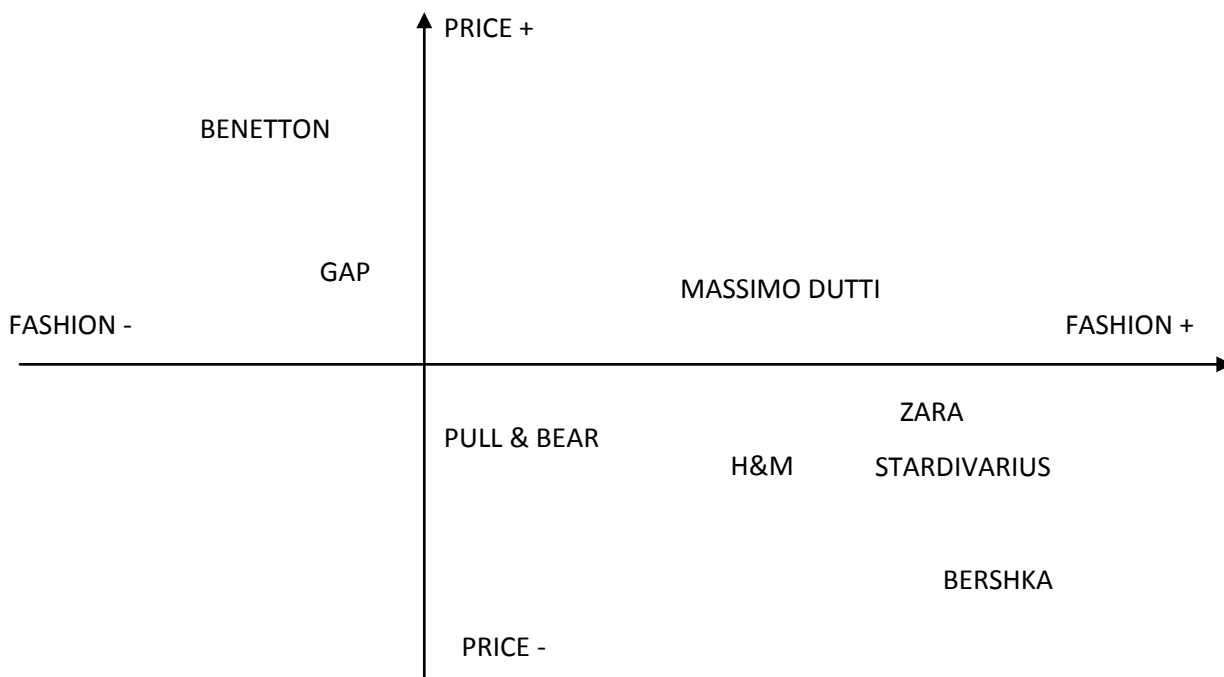 PRICE +
BENETTON
GAP
MASSIMO DUTTI
FASHION -
FASHION +
ZARA
PULL & BEAR
H&M
STARDIVARIUS
BERSHKA
PRICE -